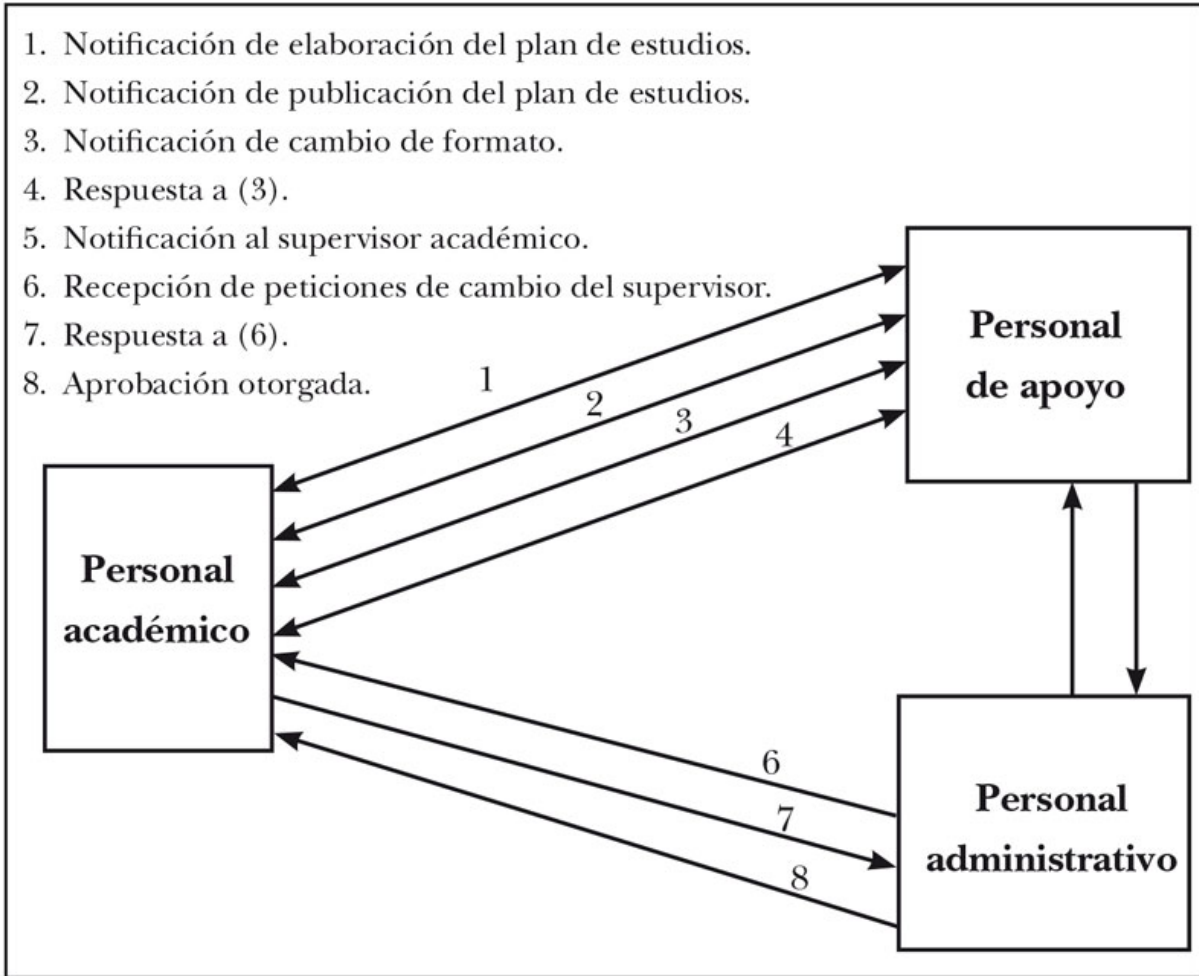 1. Notificación de elaboración del plan de estudios.
2. Notificación de publicación del plan de estudios.
3. Notificación de cambio de formato.
4. Respuesta a (3).
5. Notificación al supervisor académico.
6. Recepción de peticiones de cambio del supervisor.
7. Respuesta a (6).
8. Aprobación otorgada.
1
2
3
4
Personal
de apoyo
Personal
académico
6
7
8
Personal
administrativo